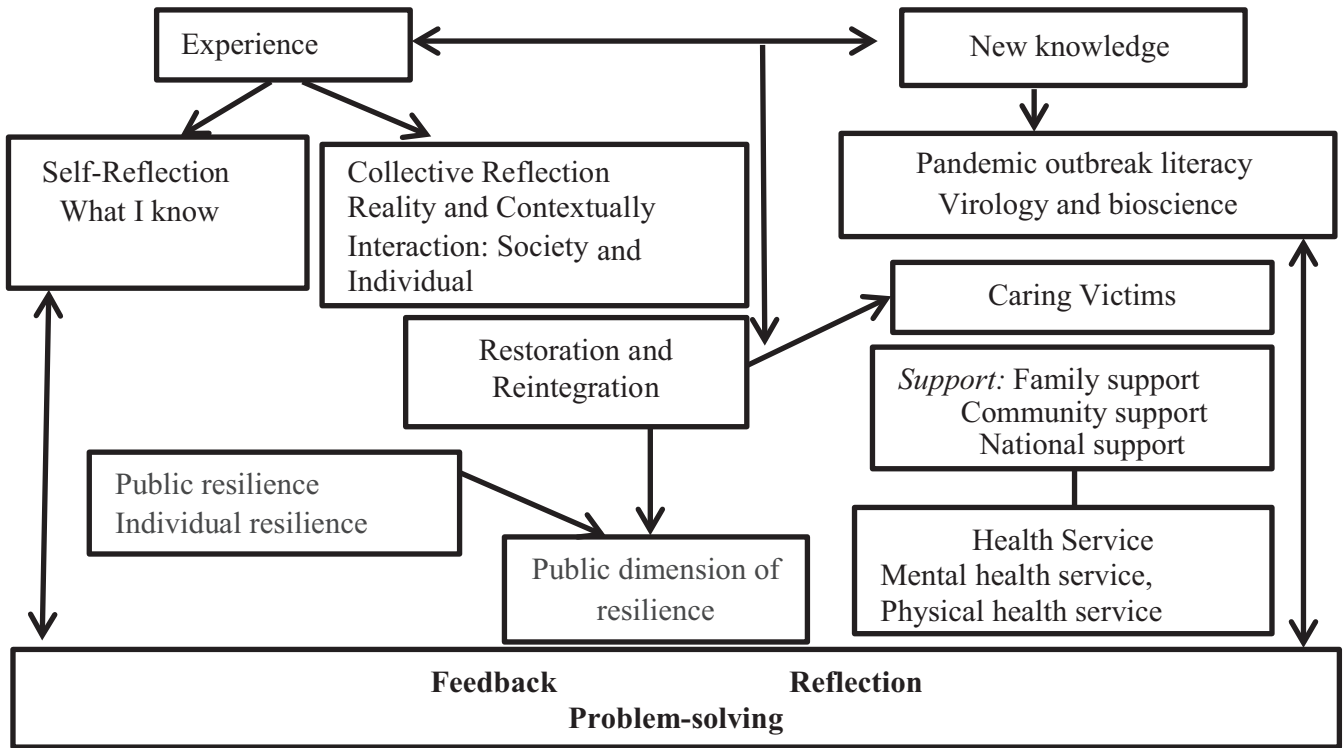 Experience
New knowledge
Self-Reflection
What I know
Collective Reflection
Reality and Contextually
Interaction: Society and
Individual
Pandemic outbreak literacy
Virology and bioscience
Caring Victims
Restoration and
Reintegration
Support: Family support
Community support
National support
Public resilience
Individual resilience
Public dimension of
resilience
Health Service
Mental health service,
Physical health service
Feedback Reflection
Problem-solving